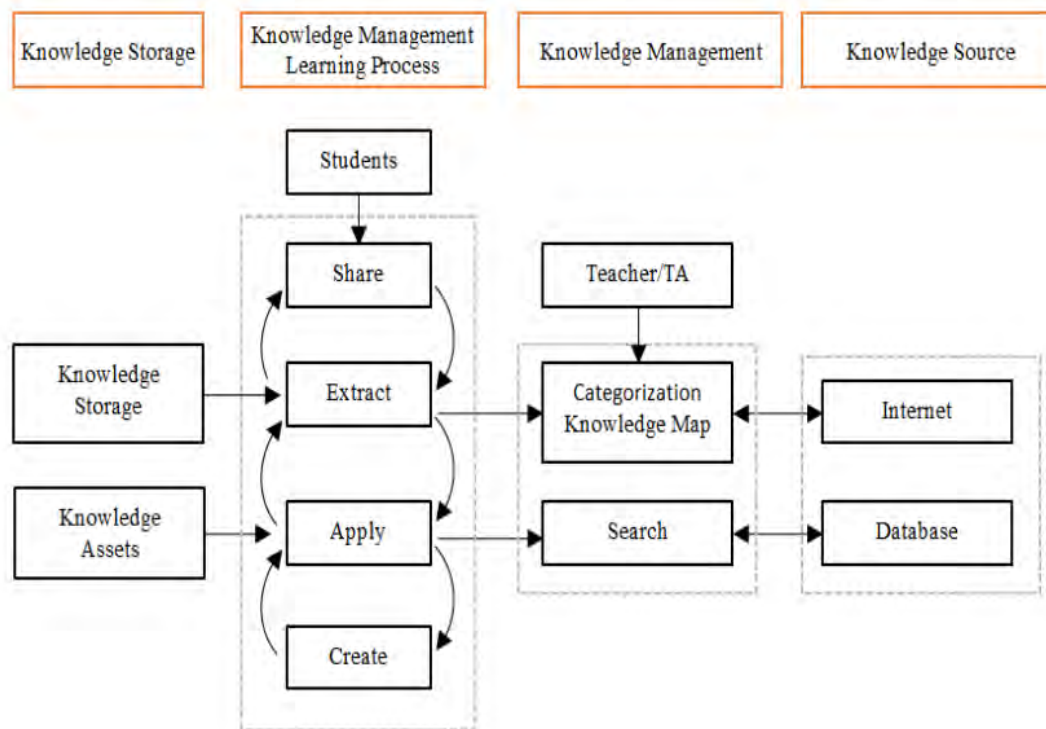 Knowledge Storage
Knowledge Management
Learning Process
Knowledge Management
Knowledge Source
Students
Share
Teacher/TA
Knowledge
Storage
Extract
Categorization
Knowledge Map
Internet
Knowledge
Assets
Apply
Search
Database
Create